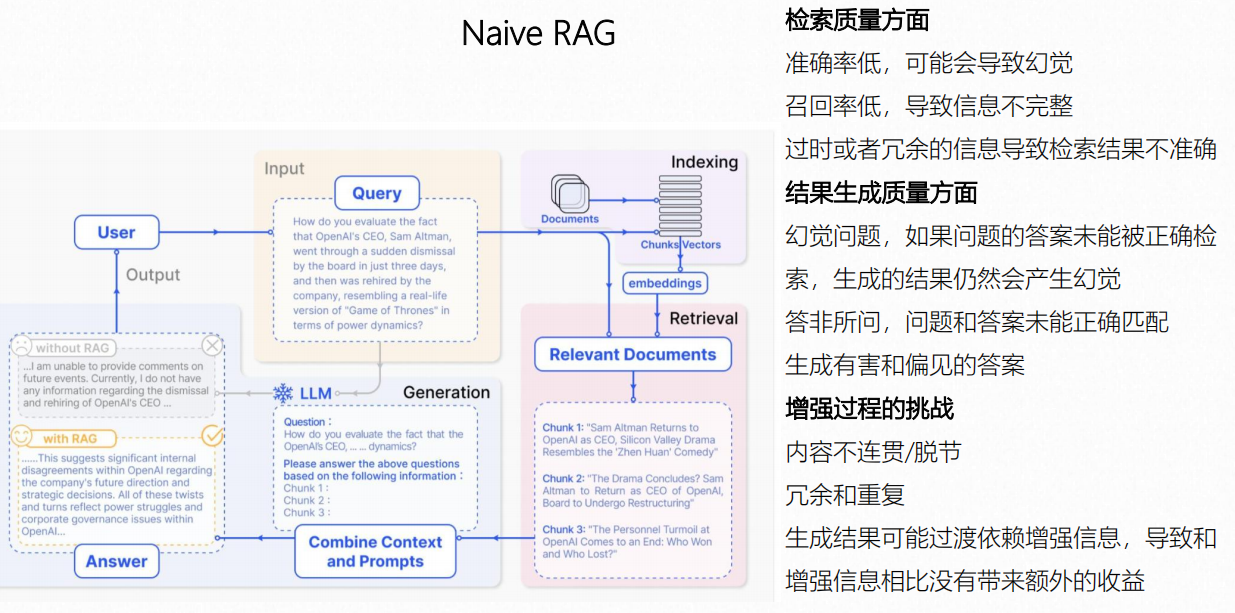 Naive RAG
Input
Query
How do you evaluate the fact
that OpenAI's CEO, Sam Altman,
went through a sudden dismissal
by the board in just three days,
and then was rehired by the
company, resembling a real-life
version of "Game of Thrones" in
terms of power dynamics?
User
Output
Indexing
Documents
Chunks Vectors
embeddings
Retrieval
Relevant Documents
Chunk 1: "Sam Altman Returns to
OpenAI as CEO, Silicon Valley Drama
Resembles the 'Zhen Huan' Comedy"
Chunk 2: "The Drama Concludes? Sam
Altman to Return as CEO of OpenAI,
Board to Undergo Restructuring"
Chunk 3: "The Personnel Turmoil at
OpenAI Comes to an End: Who Won
and Who Lost?"
LLM
Generation
Question :
How do you evaluate the fact that the
OpenAI's CEO, ... ... dynamics?
Please answer the above questions
based on the following information :
Chunk 1 :
Chunk 2 :
Chunk 3 :
Combine Context
and Prompts
without RAG
...I am unable to provide comments on
future events. Currently, I do not have
any information regarding the dismissal
and rehiring of OpenAI's CEO ...
with RAG
......This suggests significant internal
disagreements within OpenAI regarding
the company's future direction and
strategic decisions. All of these twists
and turns reflect power struggles and
corporate governance issues within
OpenAI...
Answer
检索质量方面
准确率低，可能会导致幻觉
召回率低，导致信息不完整
过时或者冗余的信息导致检索结果不准确
结果生成质量方面
幻觉问题，如果问题的答案未能被正确检
索，生成的结果仍然会产生幻觉
答非所问，问题和答案未能正确匹配
生成有害和偏见的答案
增强过程的挑战
内容不连贯/脱节
冗余和重复
生成结果可能过渡依赖增强信息，导致和
增强信息相比没有带来额外的收益